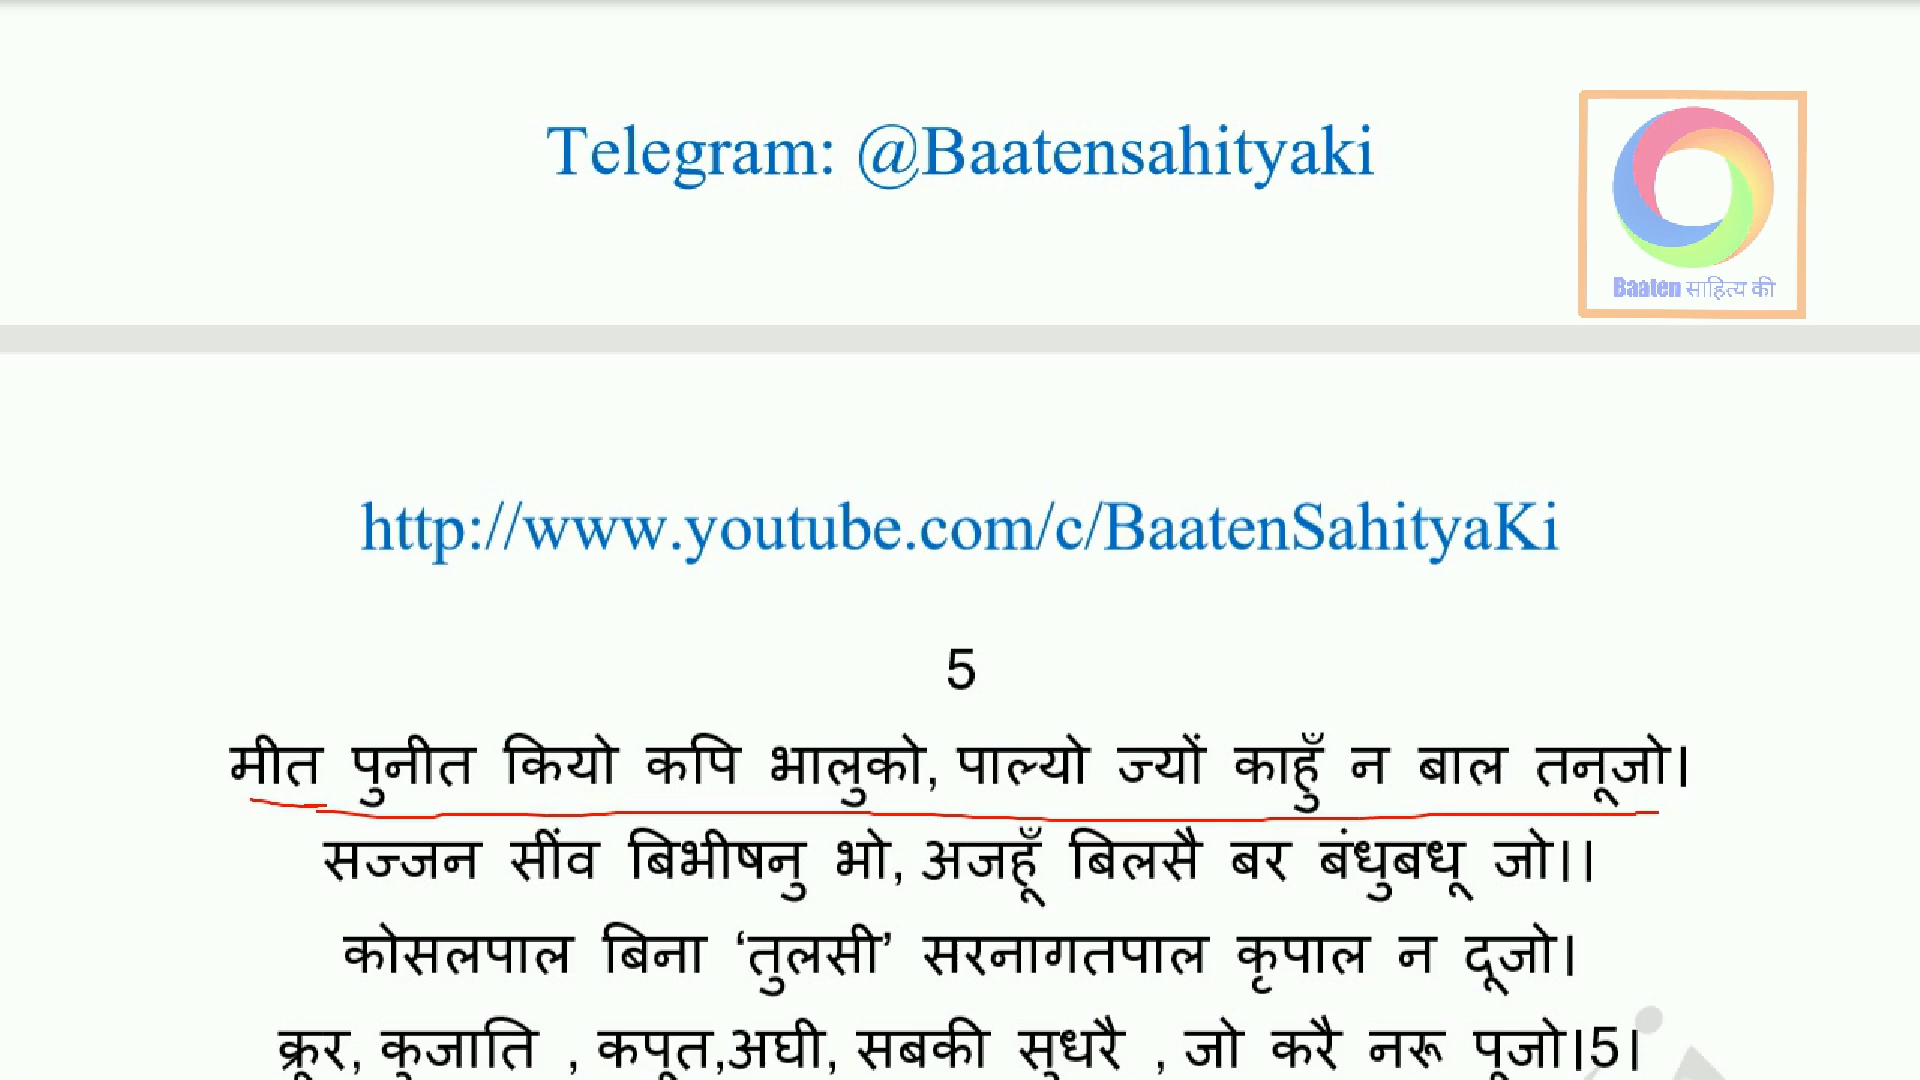 Telegram: @Baatensahityaki
Baaten साहित्य की
http://www.youtube.com/c/BaatenSahityaKi
5
मीत पुनीत कियो कपि भालुको, पाल्यो ज्यों काहुँ न बाल तनूजो।
सज्जन सींव बिभीषनु भो, अजहूँ बिलसै बर बंधुबधू जो।।
कोसलपाल बिना ‘तुलसी’ सरनागतपाल कृपाल न दूजो।
क्रूर, कुजाति , कपूत,अघी, सबकी सुधरै , जो करै नरू पूजो।5।